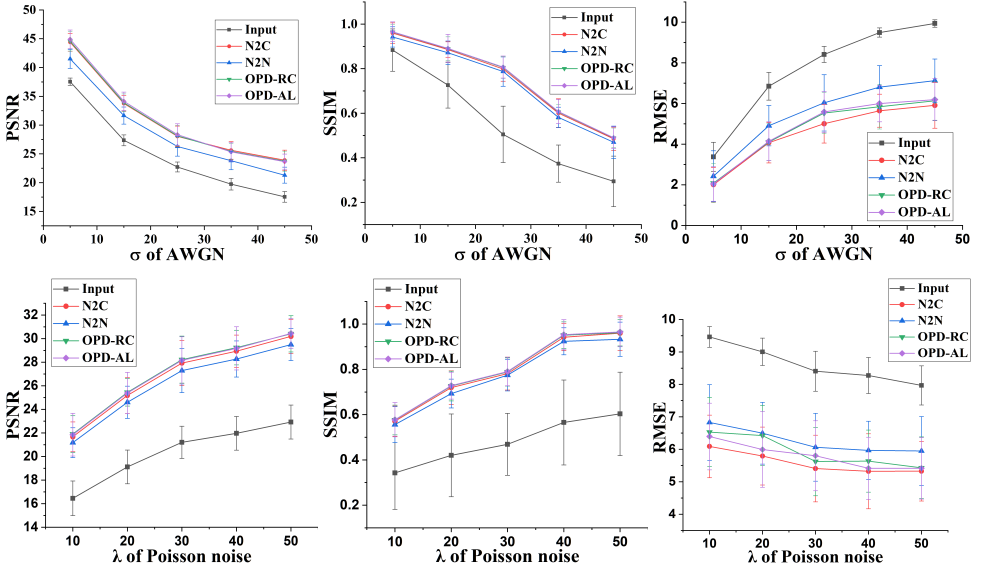 PSNR
50
45
40
35
30
25
20
15
0 10 20 30 40 50
σ of AWGN
Input
N2C
N2N
OPD-RC
OPD-AL
SSIM
1.0
0.8
0.6
0.4
0.2
0 10 20 30 40 50
σ of AWGN
Input
N2C
N2N
OPD-RC
OPD-AL
RMSE
10
8
6
4
2
0
0 10 20 30 40 50
σ of AWGN
Input
N2C
N2N
OPD-RC
OPD-AL
PSNR
32
30
28
26
24
22
20
18
16
14
10 20 30 40 50
λ of Poisson noise
Input
N2C
N2N
OPD-RC
OPD-AL
SSIM
1.0
0.8
0.6
0.4
0.2
10 20 30 40 50
λ of Poisson noise
Input
N2C
N2N
OPD-RC
OPD-AL
RMSE
10
9
8
7
6
5
4
10 20 30 40 50
λ of Poisson noise
Input
N2C
N2N
OPD-RC
OPD-AL